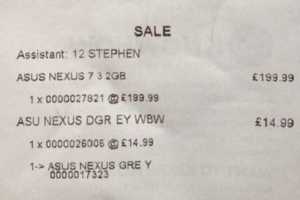 SALE
Assistant: 12 STEPHEN
ASUS NEXUS 7 3 2GB £199.99
1 x 0000027821 @ £199.99
ASU NEXUS DGR EY WBW £14.99
1 x 0000026006 @ £14.99
1-> ASUS NEXUS GRE Y
0000017323